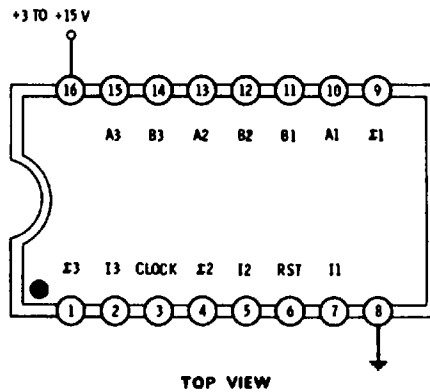 +3 TO +15 V
16 15 14 13 12 11 10 9
A3 B3 A2 B2 B1 A1 Σ1
Σ3 I3 CLOCK Σ2 I2 RST I1
1 2 3 4 5 6 7 8
TOP VIEW